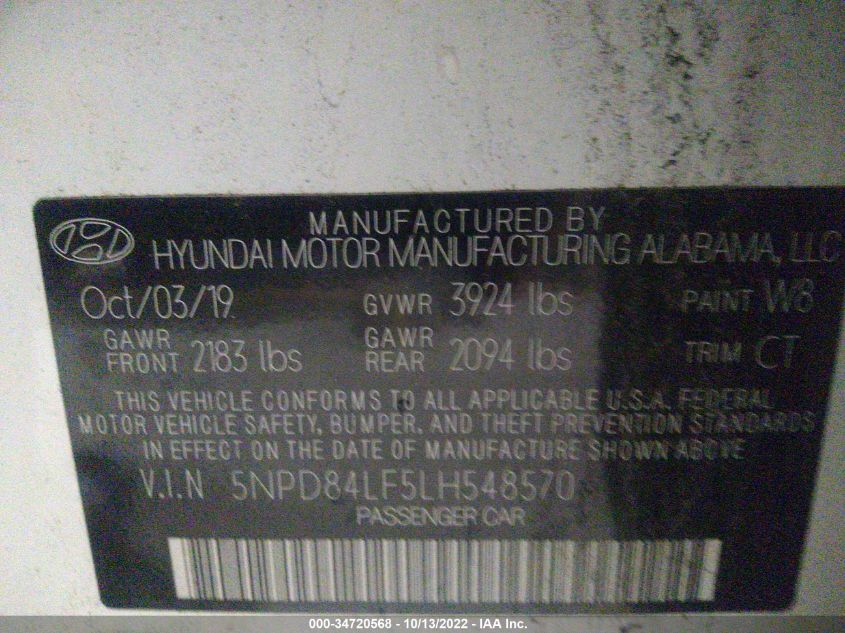 MANUFACTURED BY
HYUNDAI MOTOR MANUFACTURING ALABAMA, LLC
Oct/03/19 GVWR 3924 lbs PAINT W8
GAWR FRONT 2183 lbs GAWR REAR 2094 lbs TRIM CT
THIS VEHICLE CONFORMS TO ALL APPLICABLE U.S.A. FEDERAL
MOTOR VEHICLE SAFETY, BUMPER, AND THEFT PREVENTION STANDARDS
IN EFFECT ON THE DATE OF MANUFACTURE SHOWN ABOVE
V.I.N 5NPD84LF5LH548570
PASSENGER CAR
000-34720568 - 10/13/2022 - IAA Inc.